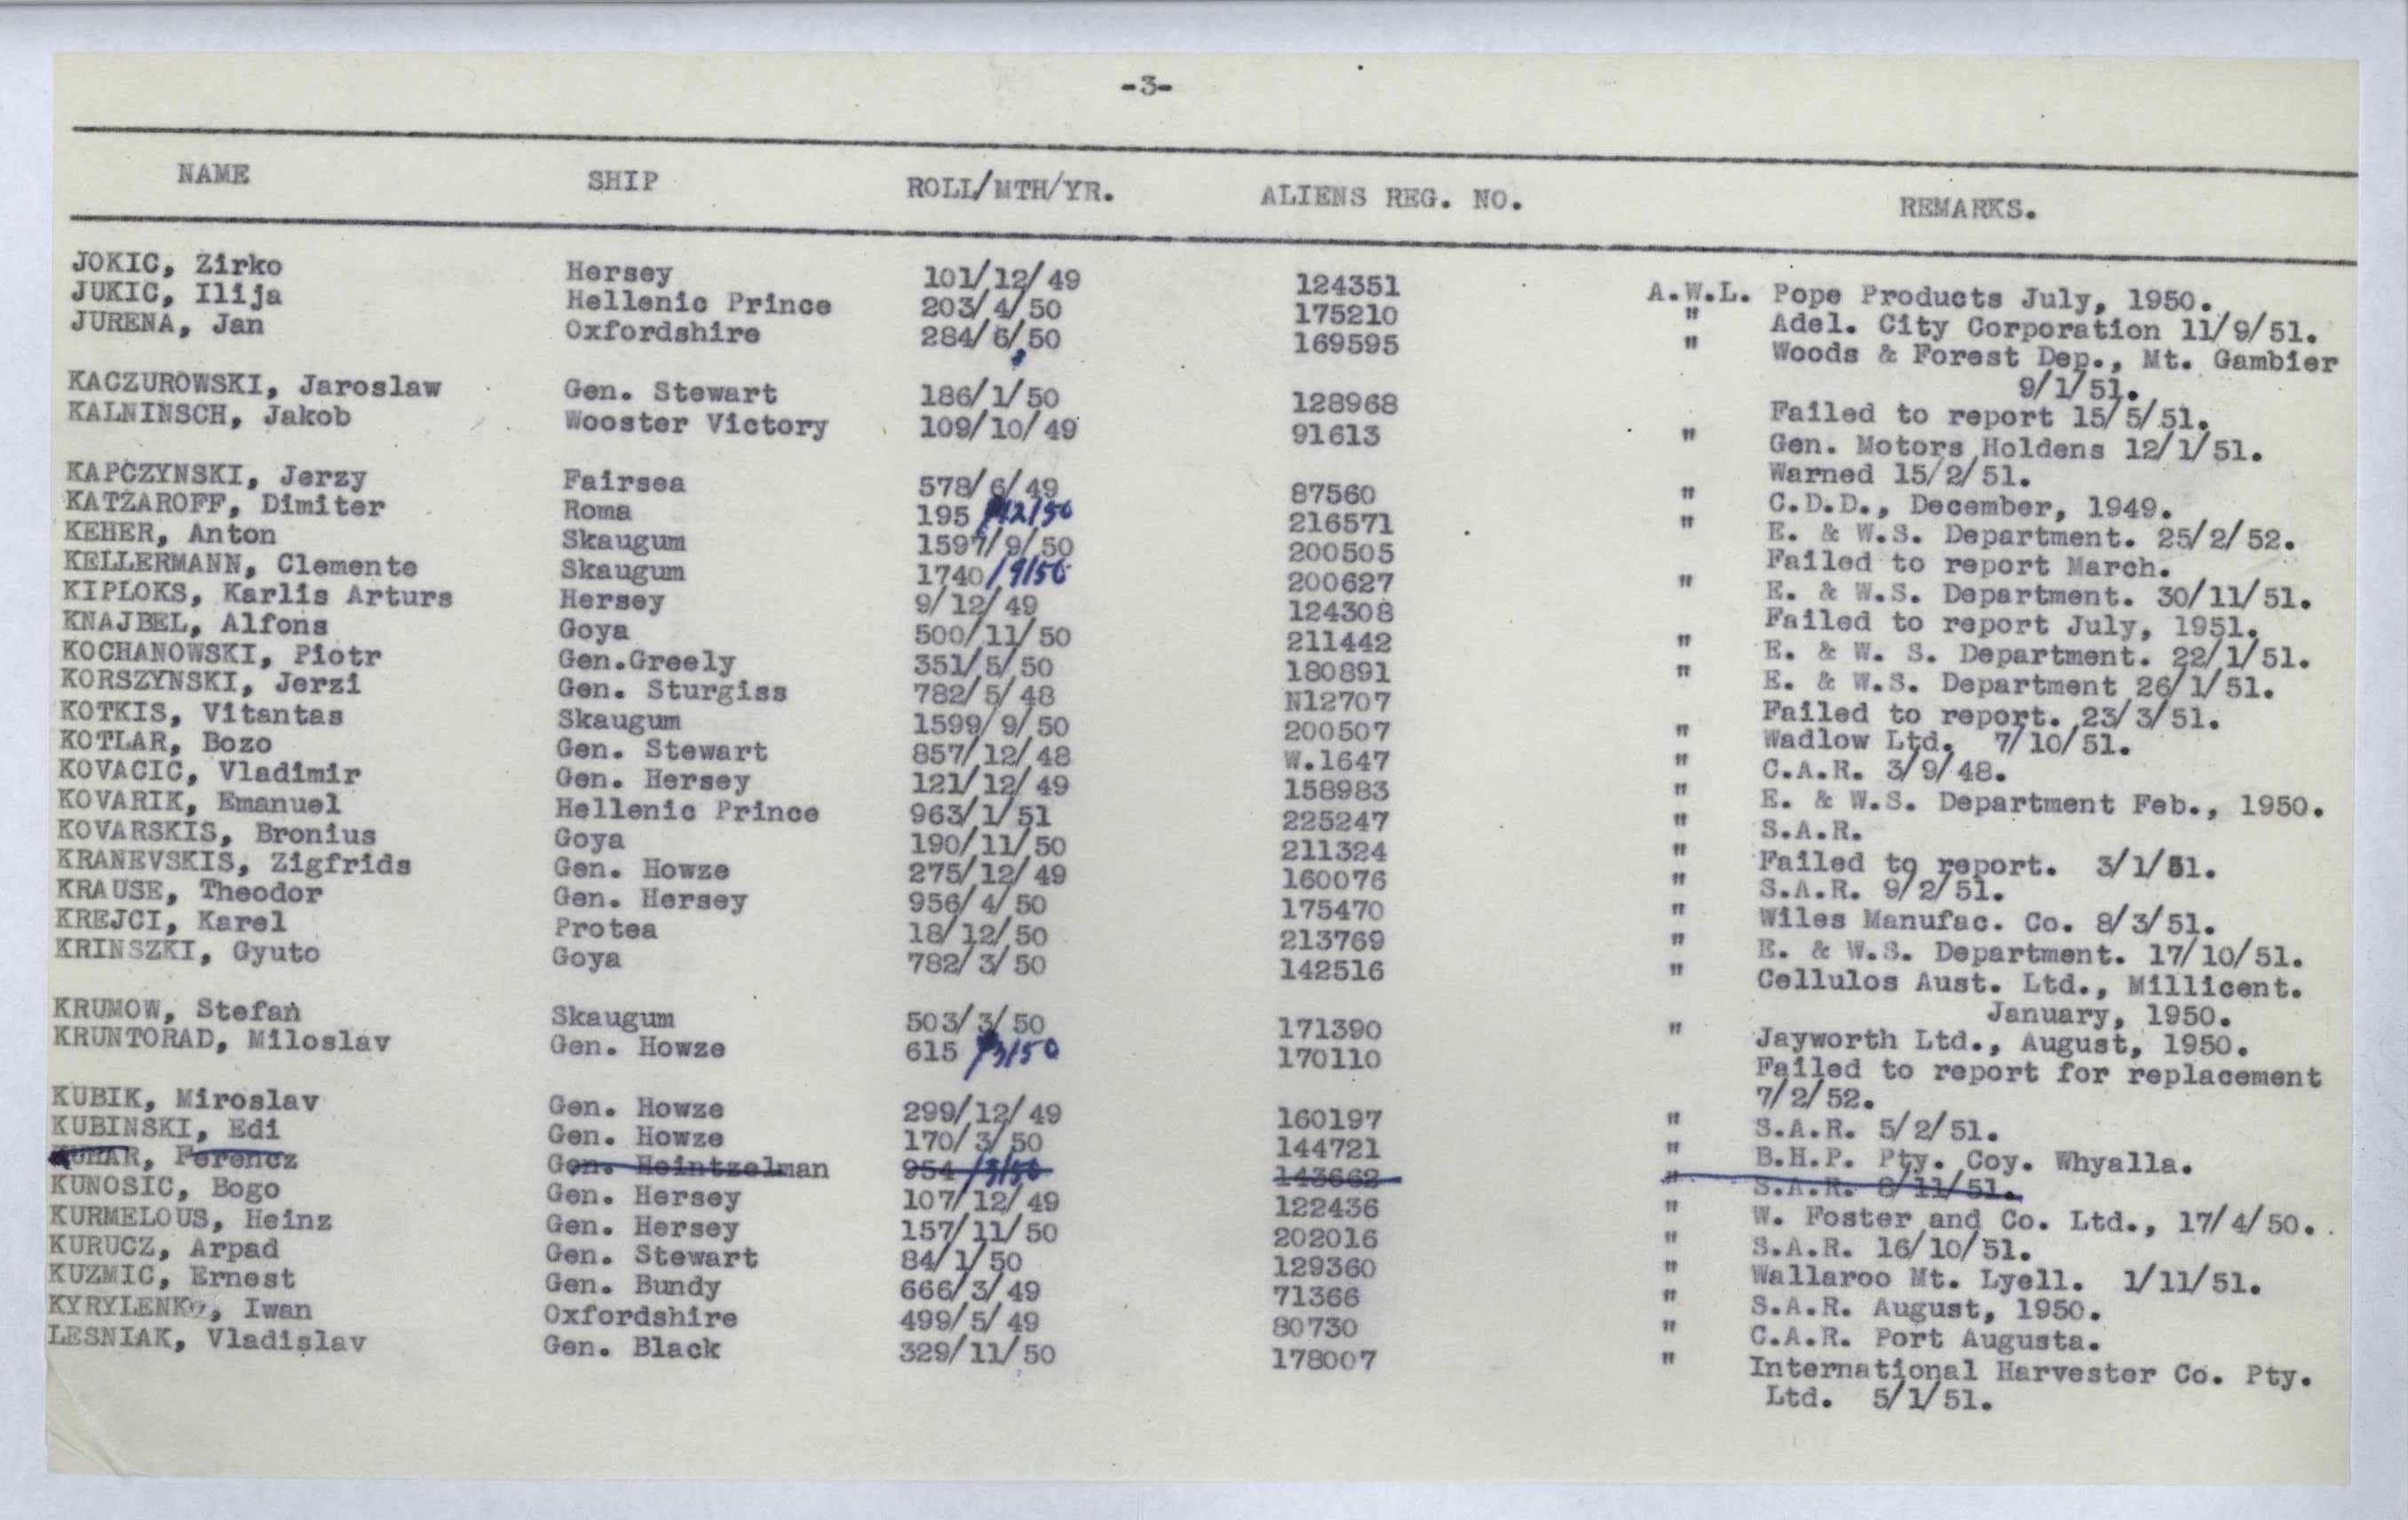 -3-
NAME SHIP ROLL/MTH/YR. ALIENS REG. NO. REMARKS.
JOKIC, Zirko Hersey 101/12/49 124351 A.W.L. Pope Products July, 1950.
JUKIC, Ilija Hellenic Prince 203/4/50 175210 " Adel. City Corporation 11/9/51.
JURENA, Jan Oxfordshire 284/6/50 169595 " Woods & Forest Dep., Mt. Gambier
9/1/51.
KACZUROWSKI, Jaroslaw Gen. Stewart 186/1/50 128968 Failed to report 15/5/51.
KALNINSCH, Jakob Wooster Victory 109/10/49 91613 " Gen. Motors Holdens 12/1/51.
Warned 15/2/51.
KAPCZYNSKI, Jerzy Fairsea 578/6/49 87560 " C.D.D., December, 1949.
KATZAROFF, Dimiter Roma 195 /12/50 216571 " E. & W.S. Department. 25/2/52.
KEHER, Anton Skaugum 1597/9/50 200505 Failed to report March.
KELLERMANN, Clemente Skaugum 1740/9/50 200627 " E. & W.S. Department. 30/11/51.
KIPLOKS, Karlis Arturs Hersey 9/12/49 124308 Failed to report July, 1951.
KNAJBEL, Alfons Goya 500/11/50 211442 " E. & W. S. Department. 22/1/51.
KOCHANOWSKI, Piotr Gen.Greely 351/5/50 180891 " E. & W.S. Department 26/1/51.
KORSZYNSKI, Jerzi Gen. Sturgiss 782/5/48 N12707 Failed to report. 23/3/51.
KOTKIS, Vitantas Skaugum 1599/9/50 200507 " Wadlow Ltd. 7/10/51.
KOTLAR, Bozo Gen. Stewart 857/12/48 W.1647 " C.A.R. 3/9/48.
KOVACIC, Vladimir Gen. Hersey 121/12/49 158983 " E. & W.S. Department Feb., 1950.
KOVARIK, Emanuel Hellenic Prince 963/1/51 225247 " S.A.R.
KOVARSKIS, Bronius Goya 190/11/50 211324 " Failed to report. 3/1/51.
KRANEVSKIS, Zigfrids Gen. Howze 275/12/49 160076 " S.A.R. 9/2/51.
KRAUSE, Theodor Gen. Hersey 956/4/50 175470 " Wiles Manufac. Co. 8/3/51.
KREJCI, Karel Protea 18/12/50 213769 " E. & W.S. Department. 17/10/51.
KRINSZKI, Gyuto Goya 782/3/50 142516 " Cellulos Aust. Ltd., Millicent.
January, 1950.
KRUMOW, Stefan Skaugum 503/3/50 171390 " Jayworth Ltd., August, 1950.
KRUNTORAD, Miloslav Gen. Howze 615 /3/50 170110 Failed to report for replacement
7/2/52.
KUBIK, Miroslav Gen. Howze 299/12/49 160197 " S.A.R. 5/2/51.
KUBINSKI, Edi Gen. Howze 170/3/50 144721 " B.H.P. Pty. Coy. Whyalla.
KUHAR, Ferencz Gen. Heintzelman 954 /3/50 143662 " S.A.R. 8/11/51.
KUNOSIC, Bogo Gen. Hersey 107/12/49 122436 " W. Foster and Co. Ltd., 17/4/50.
KURMELOUS, Heinz Gen. Hersey 157/11/50 202016 " S.A.R. 16/10/51.
KURUCZ, Arpad Gen. Stewart 84/1/50 129360 " Wallaroo Mt. Lyell. 1/11/51.
KUZMIC, Ernest Gen. Bundy 666/3/49 71366 " S.A.R. August, 1950.
KYRYLENKO, Iwan Oxfordshire 499/5/49 80730 " C.A.R. Port Augusta.
LESNIAK, Vladislav Gen. Black 329/11/50 178007 " International Harvester Co. Pty.
Ltd. 5/1/51.